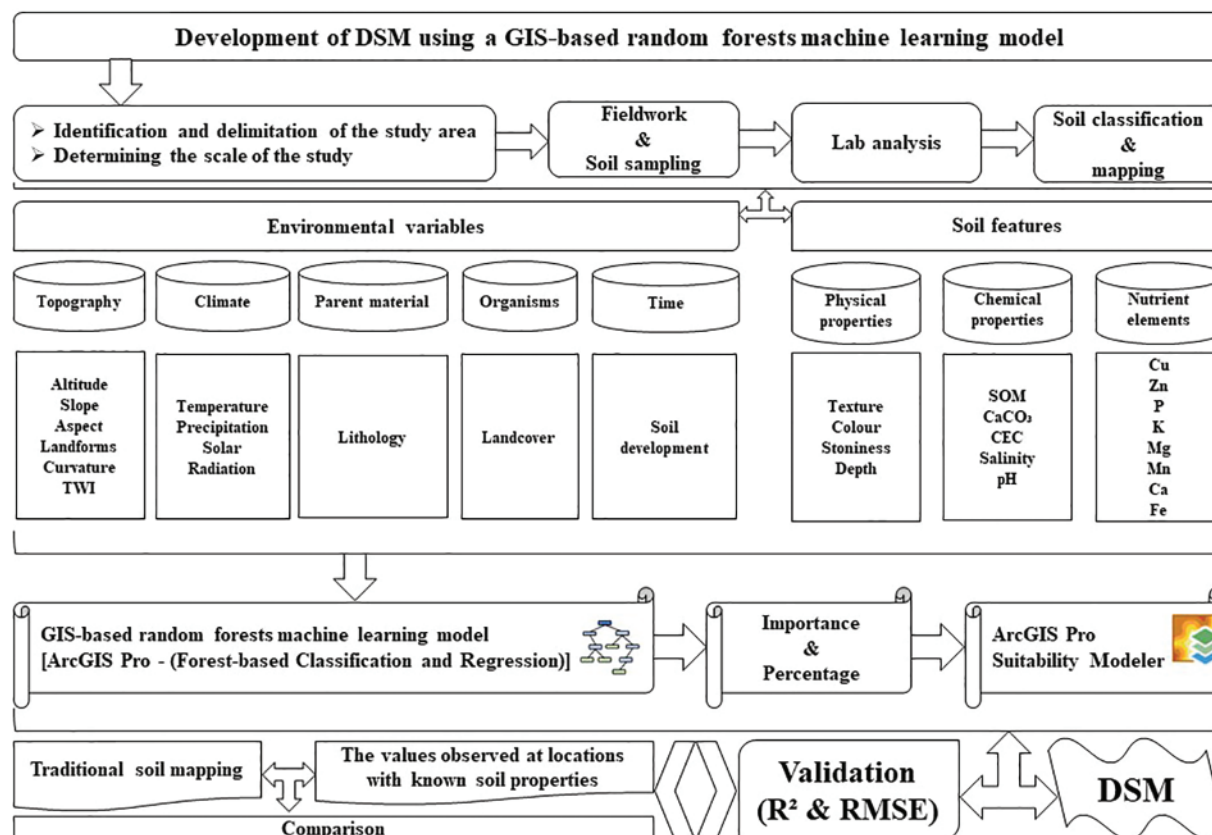 Development of DSM using a GIS-based random forests machine learning model
➢ Identification and delimitation of the study area
➢ Determining the scale of the study
Fieldwork
&
Soil sampling
Lab analysis
Soil classification
&
mapping
Environmental variables
Soil features
Topography
Climate
Parent material
Organisms
Time
Physical
properties
Chemical
properties
Nutrient
elements
Altitude
Slope
Aspect
Landforms
Curvature
TWI
Temperature
Precipitation
Solar
Radiation
Lithology
Landcover
Soil
development
Texture
Colour
Stoniness
Depth
SOM
CaCO₃
CEC
Salinity
pH
Cu
Zn
P
K
Mg
Mn
Ca
Fe
GIS-based random forests machine learning model
[ArcGIS Pro - (Forest-based Classification and Regression)]
Importance
&
Percentage
ArcGIS Pro
Suitability Modeler
Traditional soil mapping
The values observed at locations
with known soil properties
Comparison
Validation
(R² & RMSE)
DSM